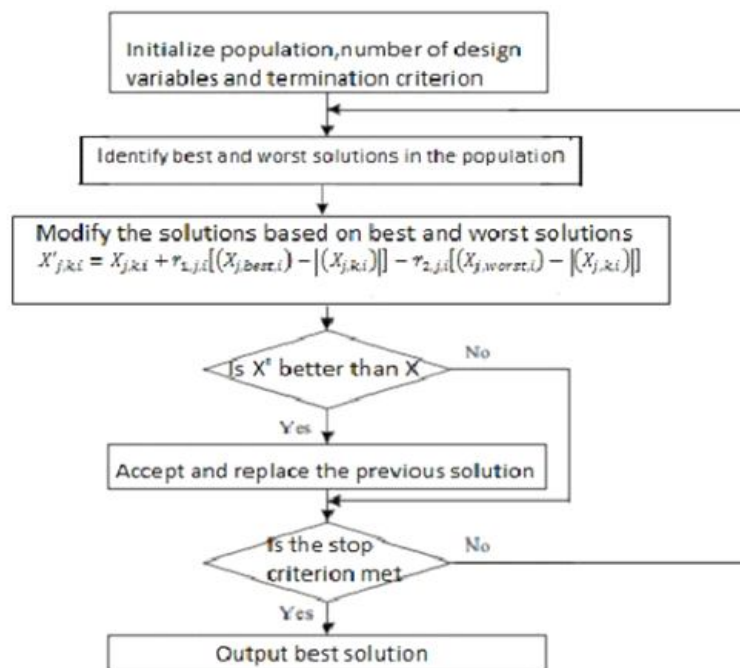 Initialize population,number of design
variables and termination criterion
Identify best and worst solutions in the population
Modify the solutions based on best and worst solutions
X'j,k,i = Xj,k,i + r1,j,i[(Xj,best,i) − |(Xj,k,i)|] − r2,j,i[(Xj,worst,i) − |(Xj,k,i)|]
Is X' better than X
No
Yes
Accept and replace the previous solution
Is the stop
criterion met
No
Yes
Output best solution